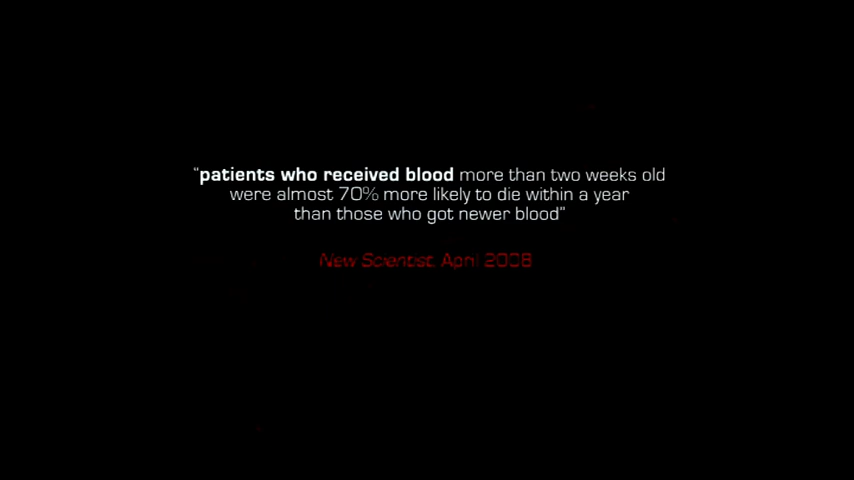 “patients who received blood more than two weeks old
were almost 70% more likely to die within a year
than those who got newer blood”
New Scientist, April 2008